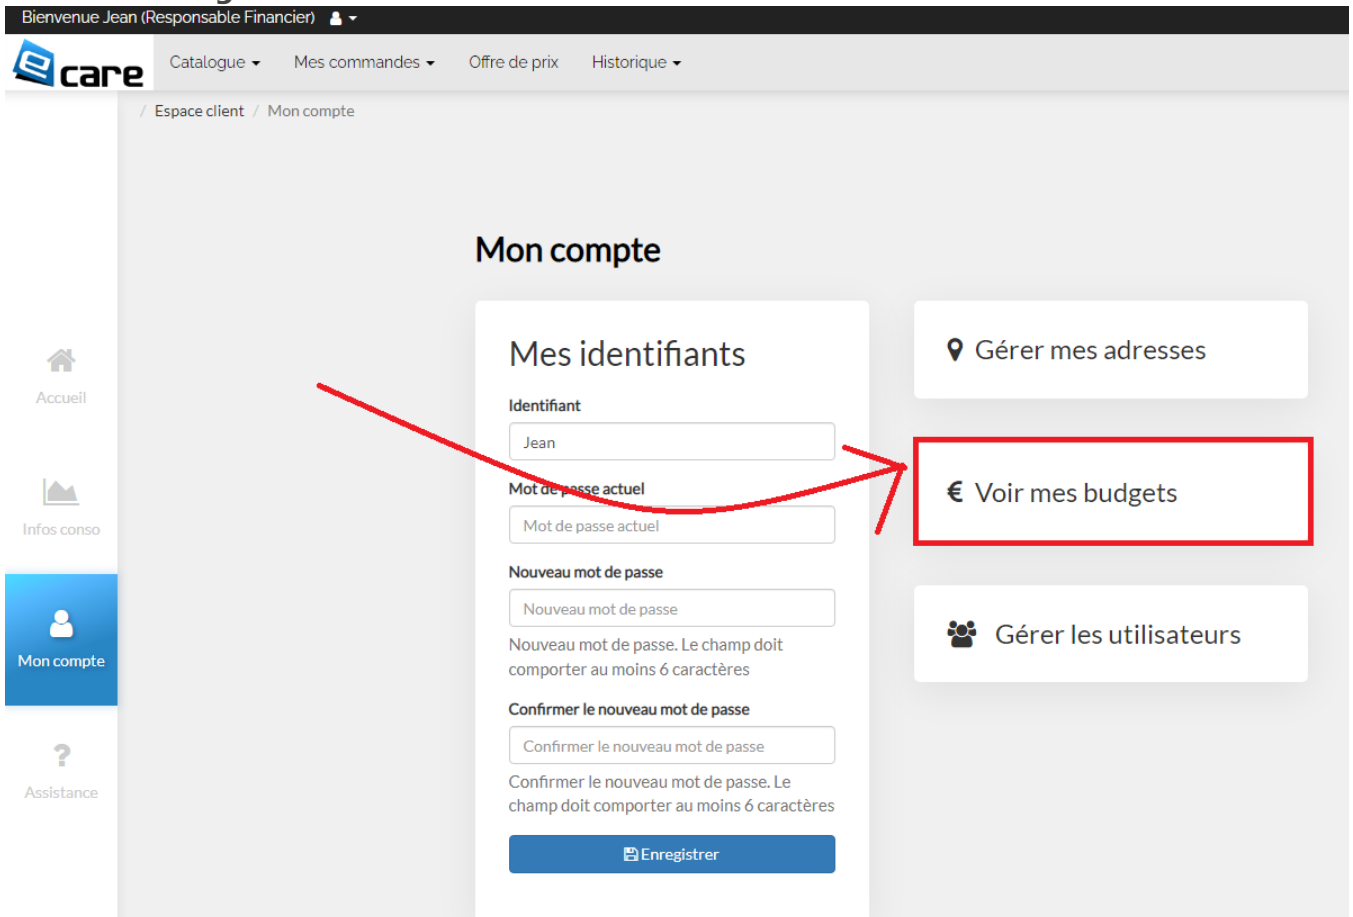 Bienvenue Jean (Responsable Financier)
ecare
Catalogue
Mes commandes
Offre de prix
Historique
/ Espace client / Mon compte
Mon compte
Accueil
Infos conso
Mon compte
Assistance
Mes identifiants
Identifiant
Jean
Mot de passe actuel
Mot de passe actuel
Nouveau mot de passe
Nouveau mot de passe
Nouveau mot de passe. Le champ doit
comporter au moins 6 caractères
Confirmer le nouveau mot de passe
Confirmer le nouveau mot de passe
Confirmer le nouveau mot de passe. Le
champ doit comporter au moins 6 caractères
Enregistrer
Gérer mes adresses
€ Voir mes budgets
Gérer les utilisateurs